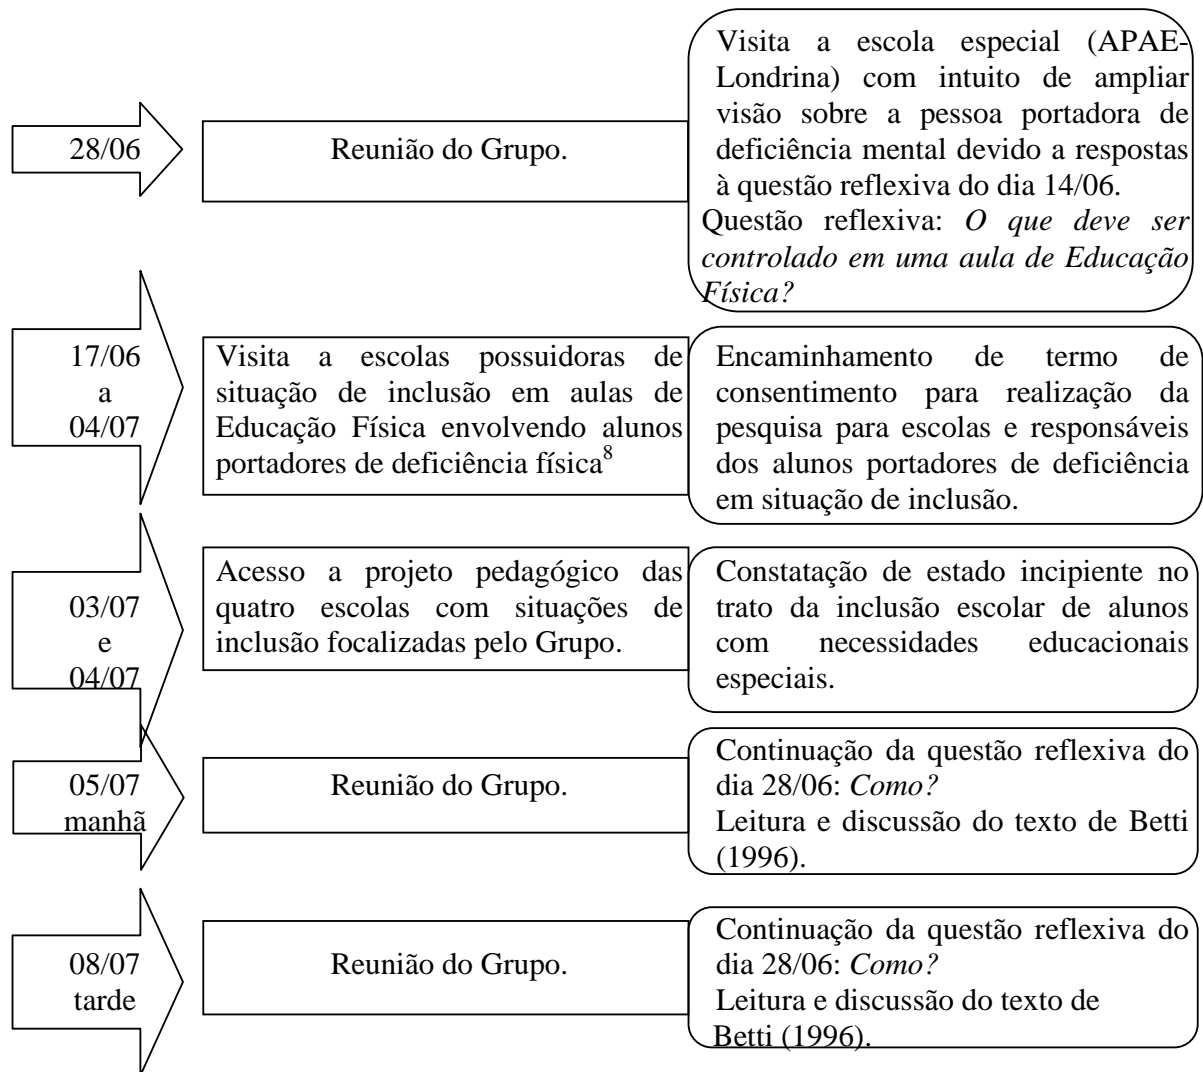 28/06
Reunião do Grupo.
Visita a escola especial (APAE-
Londrina) com intuito de ampliar
visão sobre a pessoa portadora de
deficiência mental devido a respostas
à questão reflexiva do dia 14/06.
Questão reflexiva: O que deve ser
controlado em uma aula de Educação
Física?
17/06
a
04/07
Visita a escolas possuidoras de
situação de inclusão em aulas de
Educação Física envolvendo alunos
portadores de deficiência física8
Encaminhamento de termo de
consentimento para realização da
pesquisa para escolas e responsáveis
dos alunos portadores de deficiência
em situação de inclusão.
03/07
e
04/07
Acesso a projeto pedagógico das
quatro escolas com situações de
inclusão focalizadas pelo Grupo.
Constatação de estado incipiente no
trato da inclusão escolar de alunos
com necessidades educacionais
especiais.
05/07
manhã
Reunião do Grupo.
Continuação da questão reflexiva do
dia 28/06: Como?
Leitura e discussão do texto de Betti
(1996).
08/07
tarde
Reunião do Grupo.
Continuação da questão reflexiva do
dia 28/06: Como?
Leitura e discussão do texto de
Betti (1996).